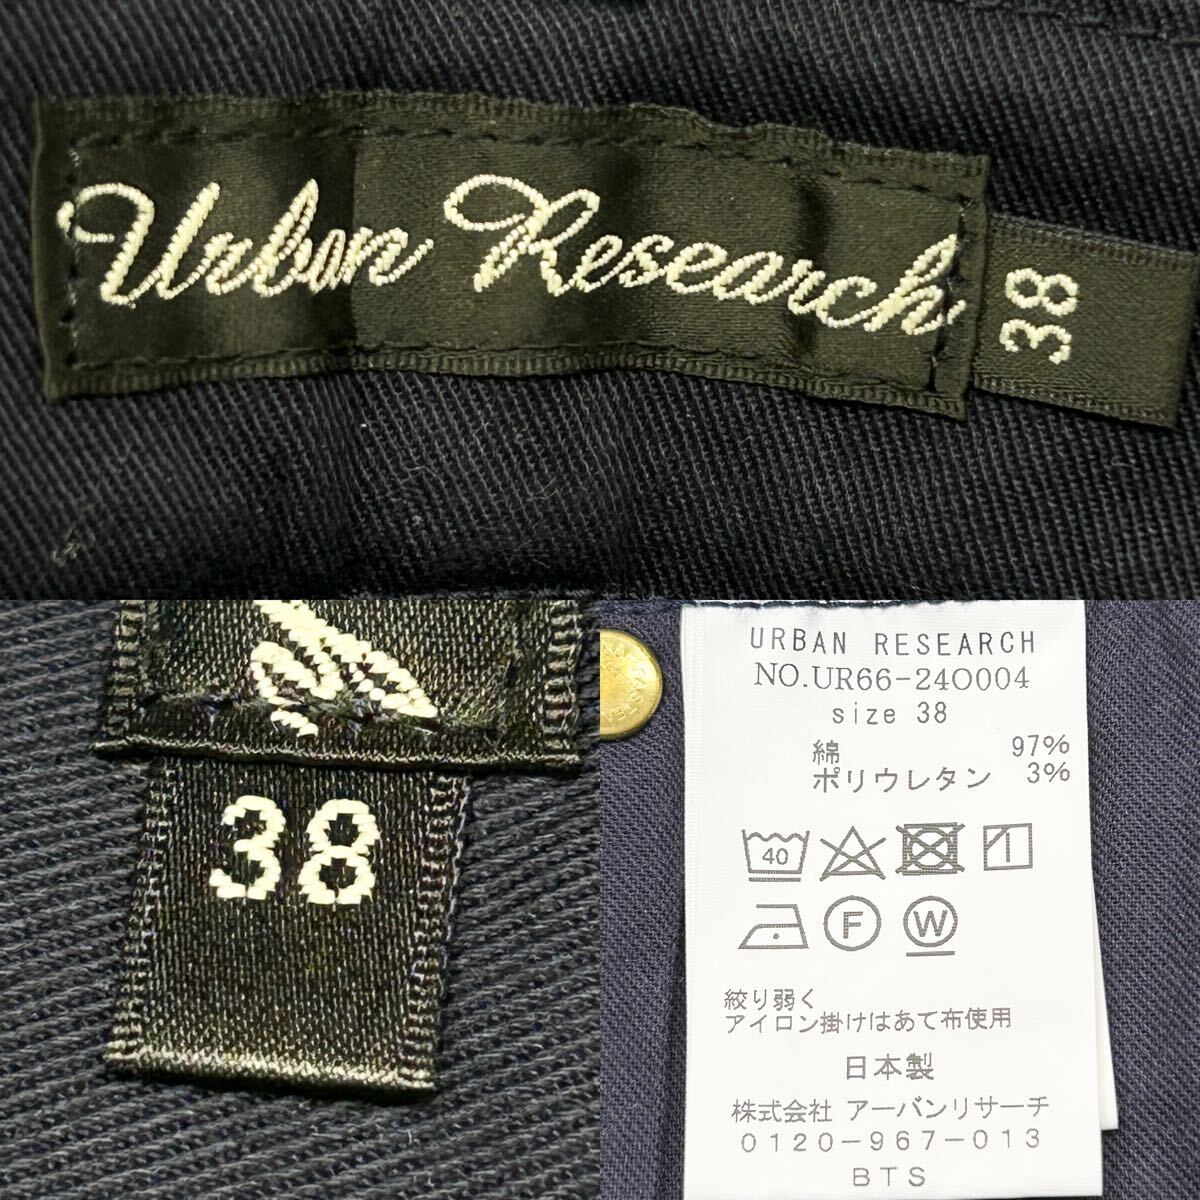 Urban Research
38
38
URBAN RESEARCH
NO.UR66-24O004
size 38
綿 97%
ポリウレタン 3%
40
F
W
絞り弱く
アイロン掛けはあて布使用
日本製
株式会社 アーバンリサーチ
0120-967-013
BTS